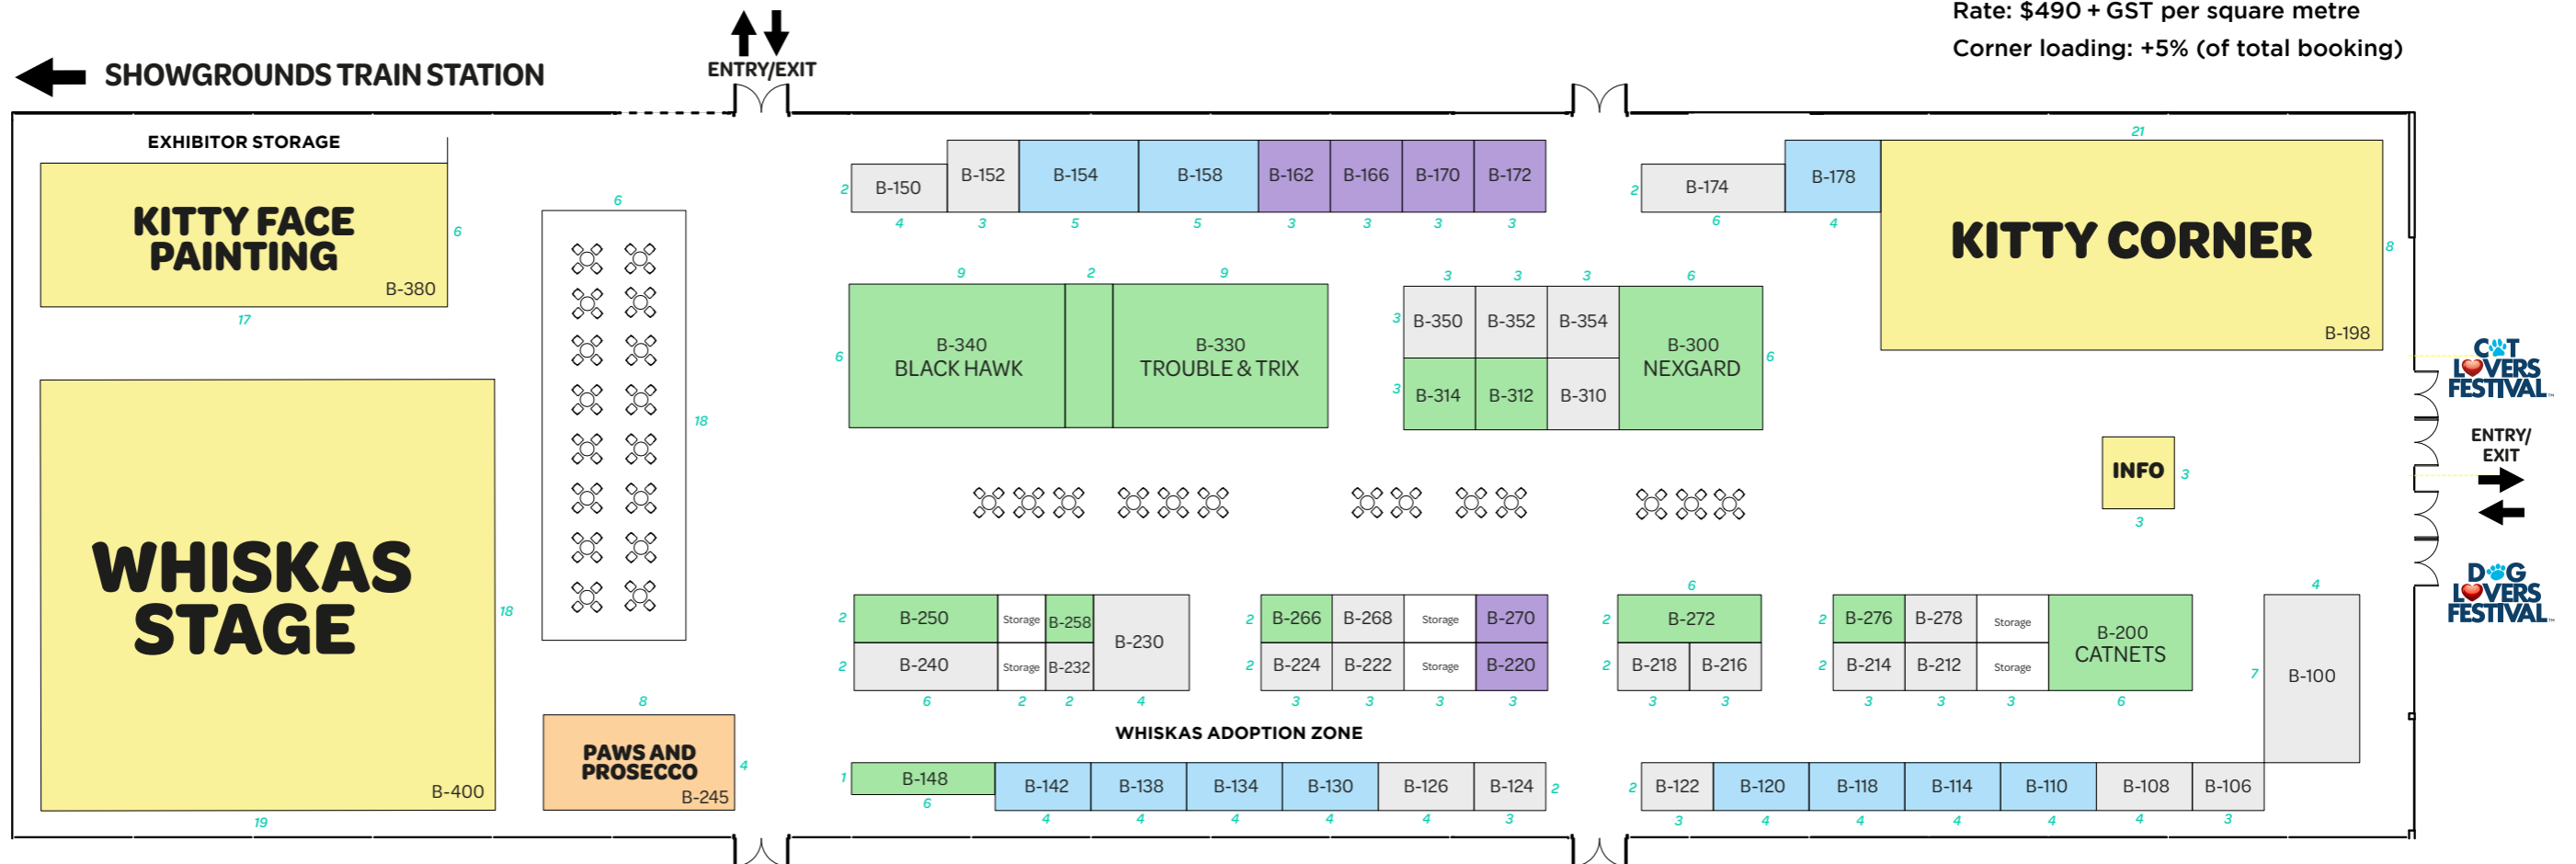 Rate: $490 + GST per square metre
Corner loading: +5% (of total booking)
SHOWGROUNDS TRAIN STATION
ENTRY/EXIT
EXHIBITOR STORAGE
KITTY FACE
PAINTING
B-380
6
17
WHISKAS
STAGE
B-400
18
19
6
18
8
PAWS AND
PROSECCO
B-245
4
2
B-150
B-152
B-154
B-158
B-162
B-166
B-170
B-172
4
3
5
5
3
3
3
3
2
B-174
B-178
6
4
21
KITTY CORNER
B-198
8
9
2
9
6
B-340
BLACK HAWK
B-330
TROUBLE & TRIX
3
3
3
6
3
B-350
B-352
B-354
3
B-314
B-312
B-310
B-300
NEXGARD
6
CAT
LOVERS
FESTIVAL™
INFO
3
3
ENTRY/
EXIT
DOG
LOVERS
FESTIVAL™
2
B-250
Storage
B-258
B-230
2
B-240
Storage
B-232
6
2
2
4
2
B-266
B-268
Storage
B-270
2
B-224
B-222
Storage
B-220
3
3
3
3
6
2
B-272
2
B-218
B-216
3
3
2
B-276
B-278
Storage
B-200
CATNETS
2
B-214
B-212
Storage
3
3
3
6
4
7
B-100
WHISKAS ADOPTION ZONE
1
B-148
6
B-142
B-138
B-134
B-130
B-126
B-124
2
4
4
4
4
4
3
2
B-122
B-120
B-118
B-114
B-110
B-108
B-106
3
4
4
4
4
4
3